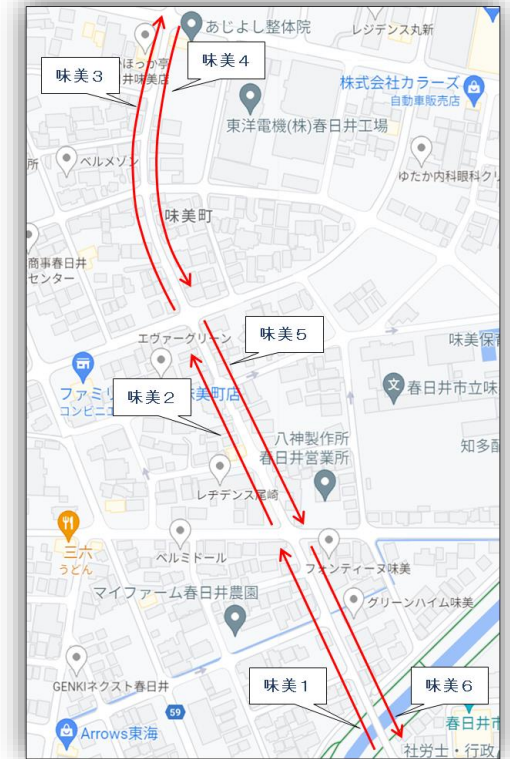 あじよし整体院
レジデンス丸新
ほっか亭
井味美店
味美3
味美4
株式会社カラーズ
自動車販売店
東洋電機(株)春日井工場
所
ベルメゾン
ゆたか内科眼科クリ
味美町
商事春日井
センター
エヴァーグリーン
味美5
味美保育
ファミリ
コンビニエ
味美2
美町店
文
春日井市立味
八神製作所
春日井営業所
知多
レチデンス尾崎
三六
うどん
ベルミドール
フォンティーヌ味美
マイファーム春日井農園
グリーンハイム味美
GENKIネクスト春日井
味美1
味美6
59
Arrows東海
春日井市
社労士・行政